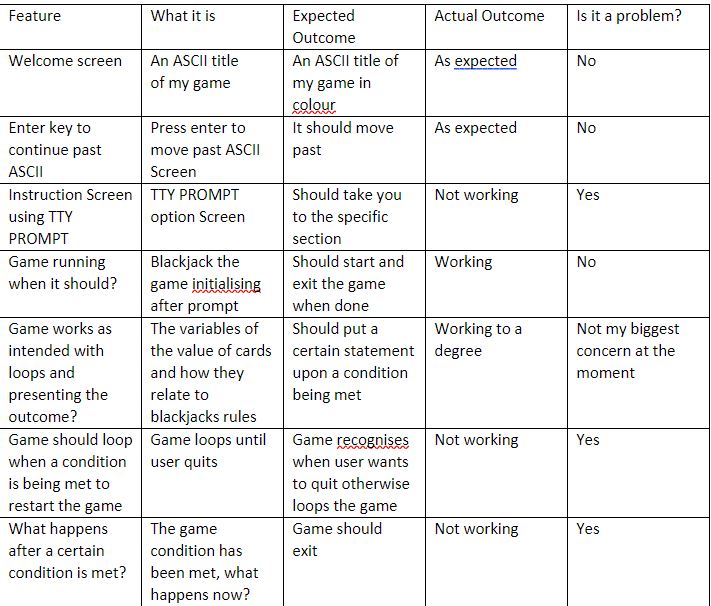 Feature
What it is
Expected
Outcome
Actual Outcome
Is it a problem?
Welcome screen
An ASCII title
of my game
An ASCII title of
my game in
colour
As expected
No
Enter key to
continue past
ASCII
Press enter to
move past ASCII
Screen
It should move
past
As expected
No
Instruction Screen
using TTY
PROMPT
TTY PROMPT
option Screen
Should take you
to the specific
section
Not working
Yes
Game running
when it should?
Blackjack the
game initialising
after prompt
Should start and
exit the game
when done
Working
No
Game works as
intended with
loops and
presenting the
outcome?
The variables of
the value of cards
and how they
relate to
blackjacks rules
Should put a
certain statement
upon a condition
being met
Working to a
degree
Not my biggest
concern at the
moment
Game should loop
when a condition
is being met to
restart the game
Game loops until
user quits
Game recognises
when user wants
to quit otherwise
loops the game
Not working
Yes
What happens
after a certain
condition is met?
The game
condition has
been met, what
happens now?
Game should
exit
Not working
Yes